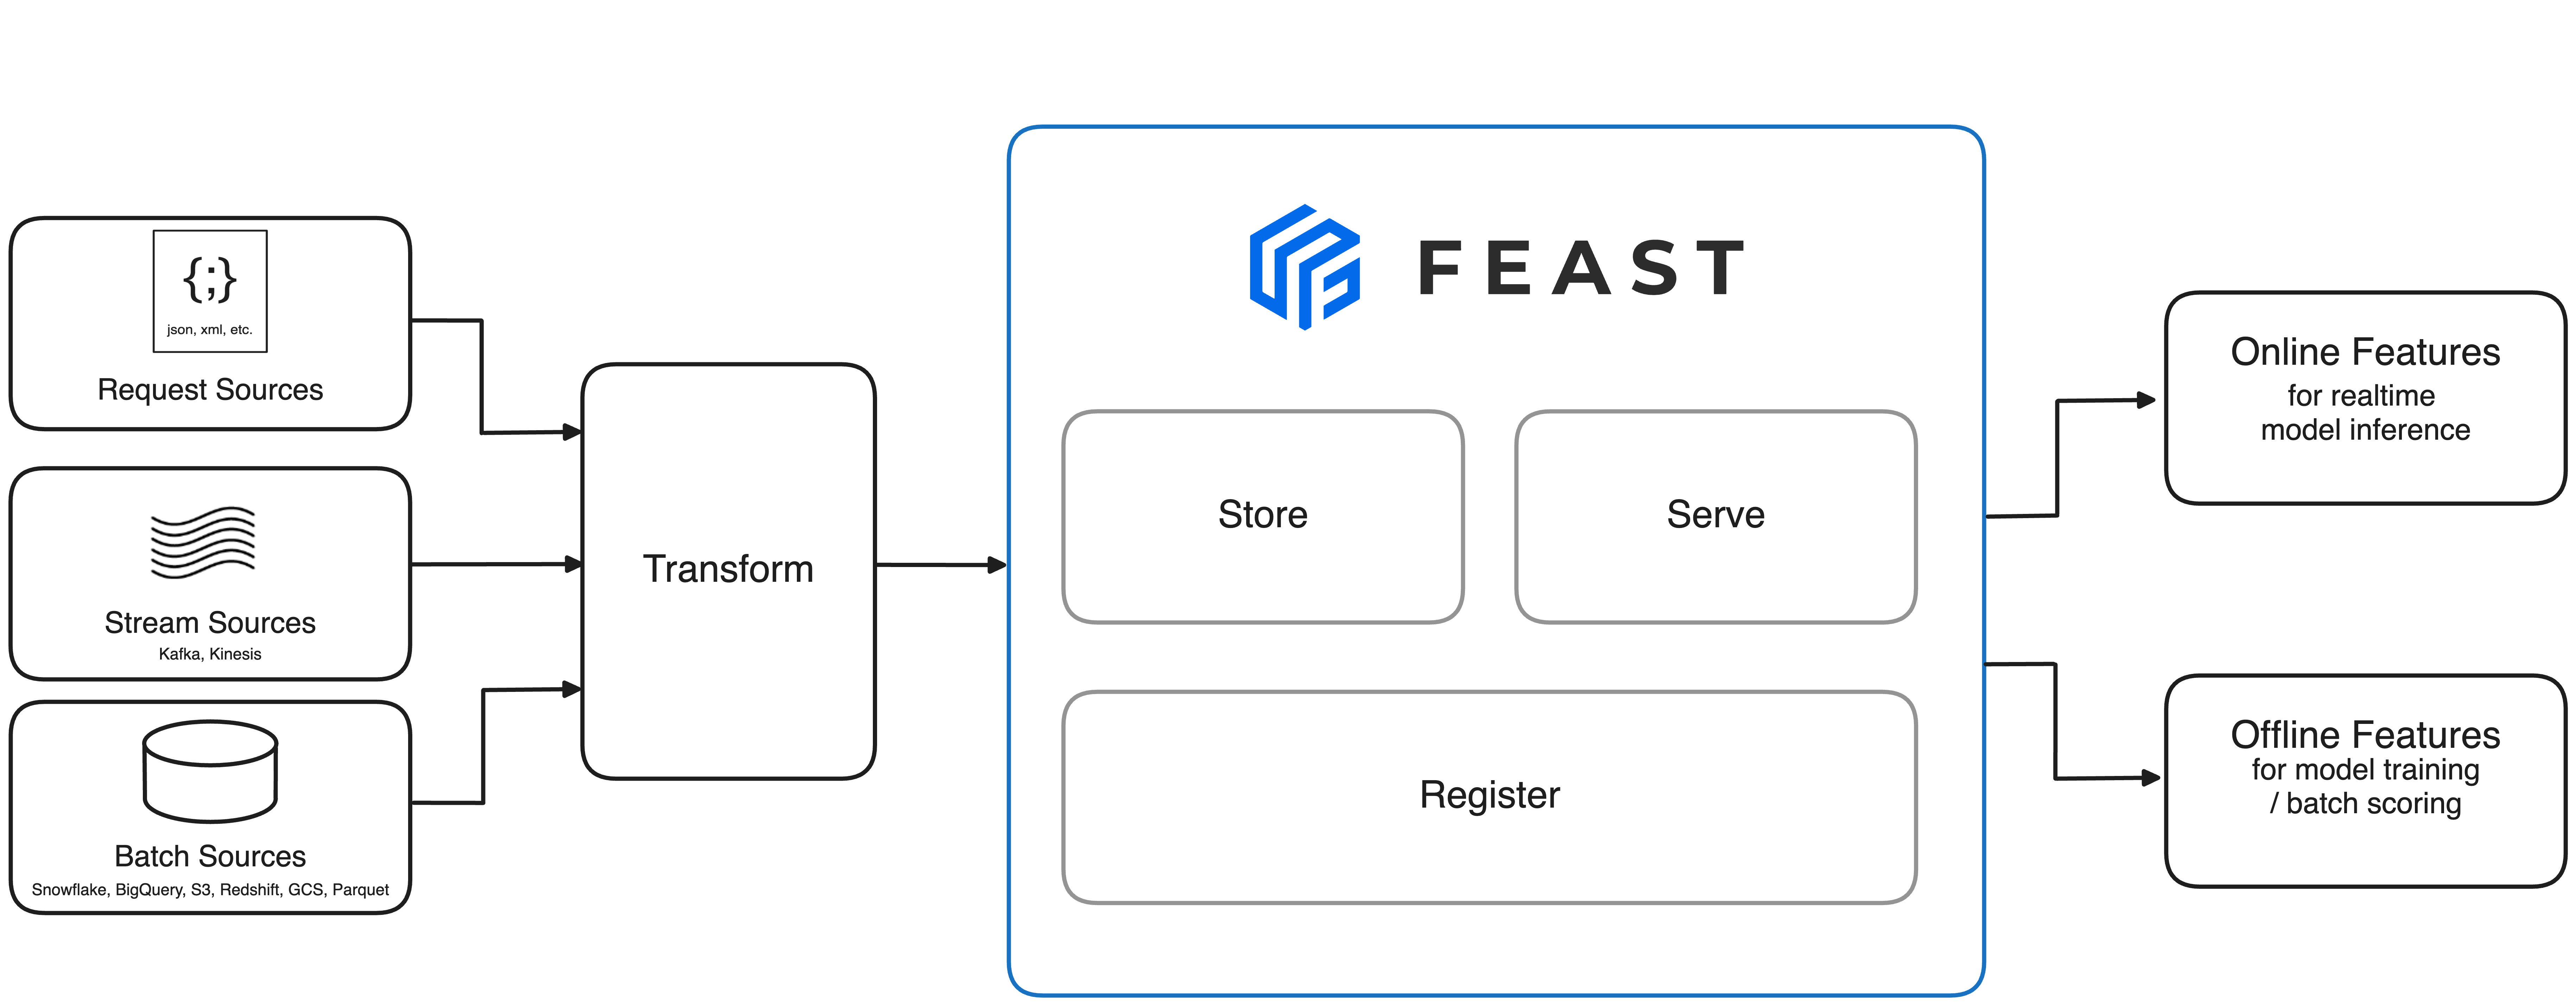 {;}
json, xml, etc.
Request Sources
Stream Sources
Kafka, Kinesis
Batch Sources
Snowflake, BigQuery, S3, Redshift, GCS, Parquet
Transform
FEAST
Store
Serve
Register
Online Features
for realtime
model inference
Offline Features
for model training
/ batch scoring